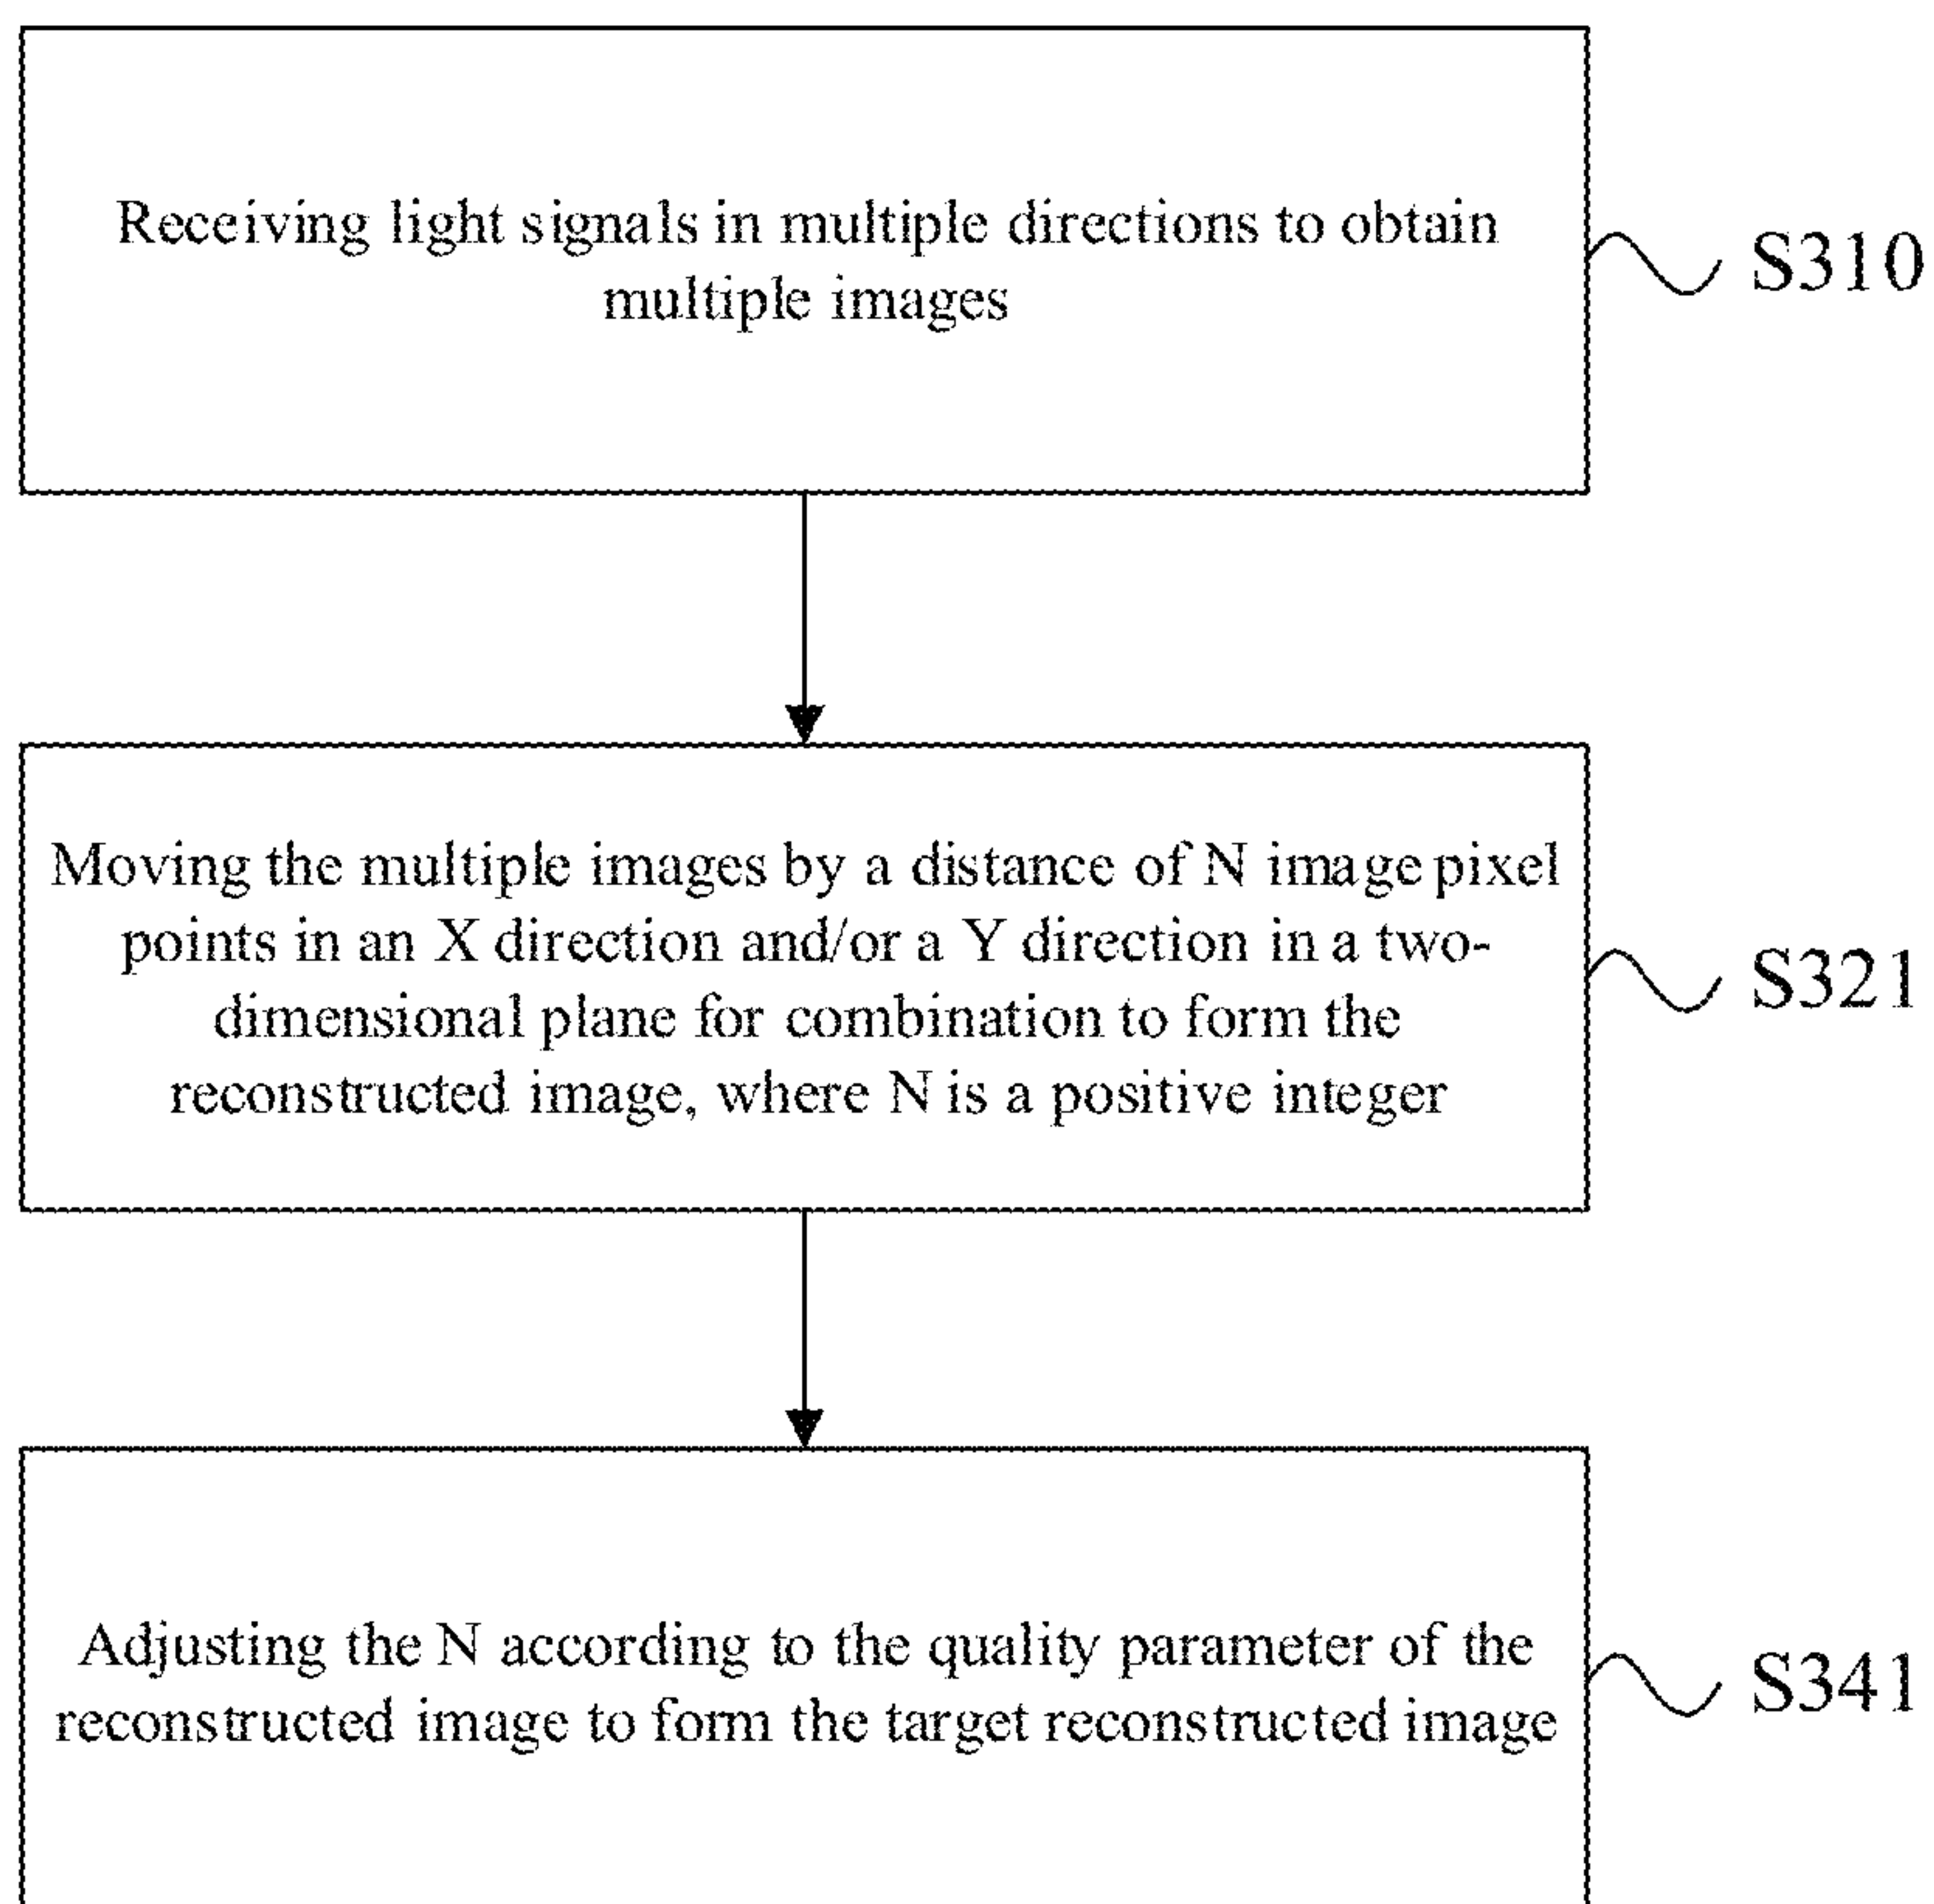 Receiving light signals in multiple directions to obtain
multiple images
S310
Moving the multiple images by a distance of N image pixel
points in an X direction and/or a Y direction in a two-
dimensional plane for combination to form the
reconstructed image, where N is a positive integer
S321
Adjusting the N according to the quality parameter of the
reconstructed image to form the target reconstructed image
S341